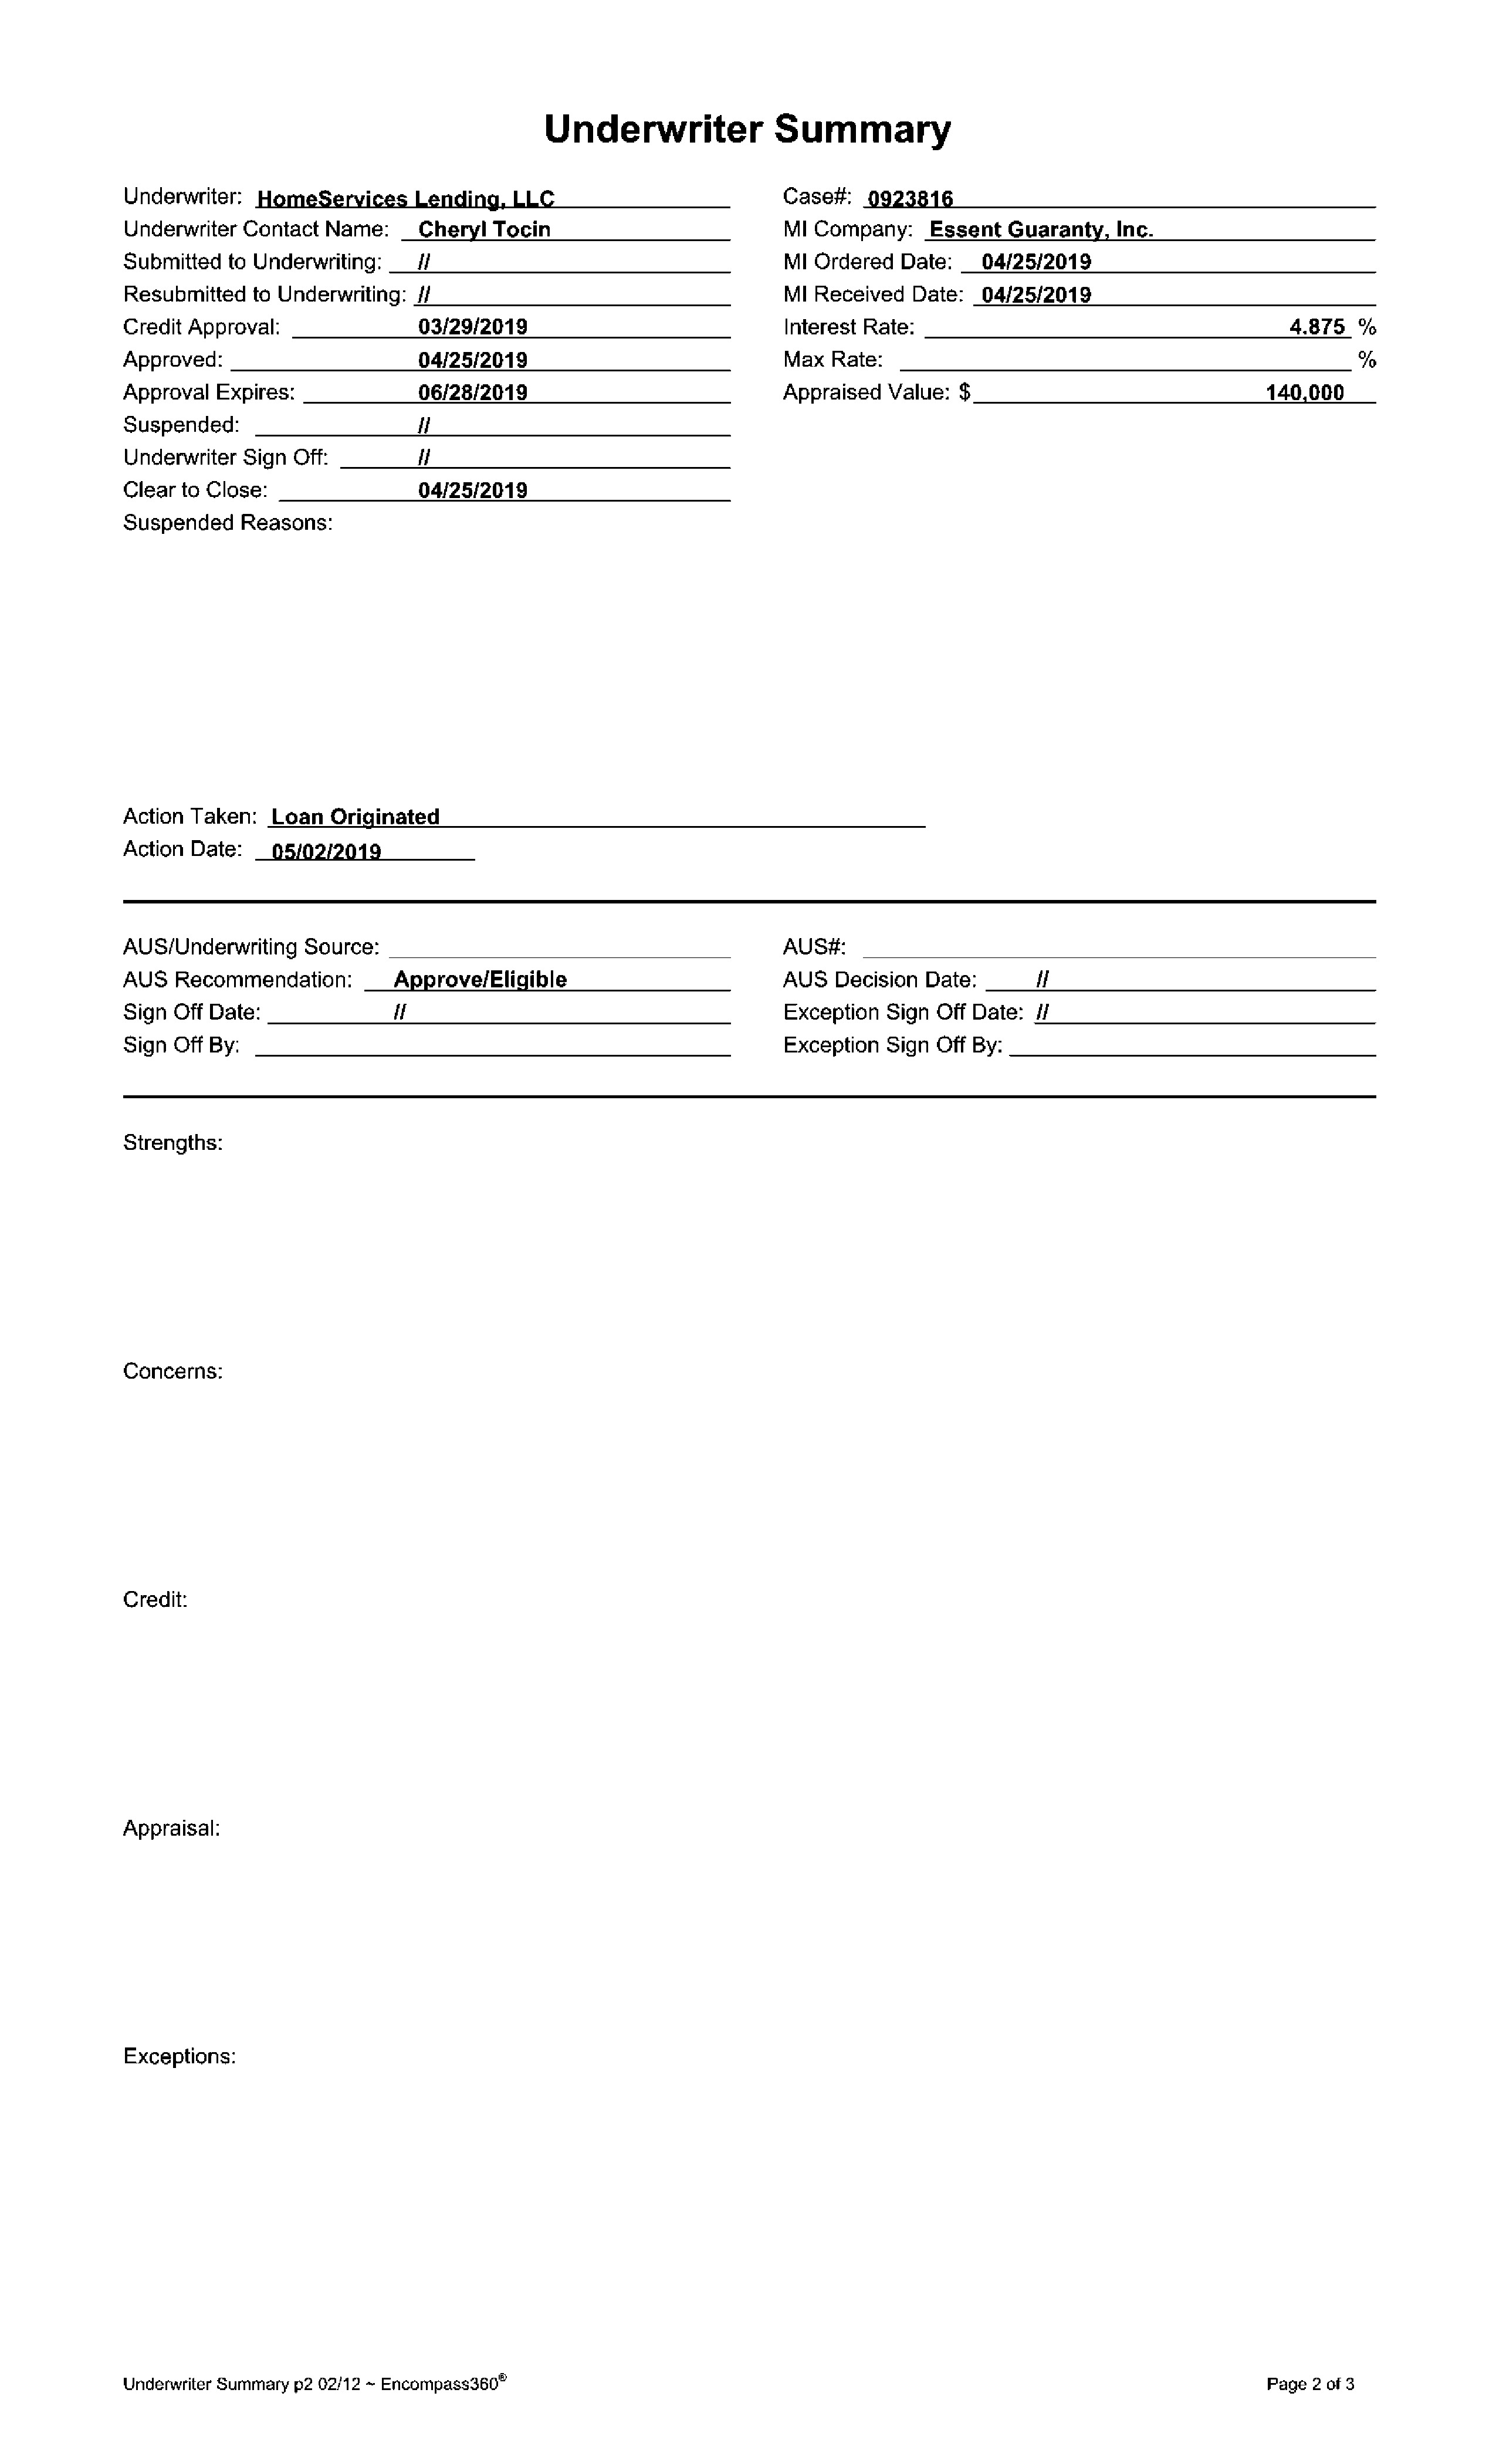 Underwriter Summary
Underwriter: HomeServices Lending, LLC
Case#: 0923816
Underwriter Contact Name: Cheryl Tocin
MI Company: Essent Guaranty, Inc.
Submitted to Underwriting: //
MI Ordered Date: 04/25/2019
Resubmitted to Underwriting: //
MI Received Date: 04/25/2019
Credit Approval: 03/29/2019
Interest Rate: 4.875 %
Approved: 04/25/2019
Max Rate: %
Approval Expires: 06/28/2019
Appraised Value: $ 140,000
Suspended: //
Underwriter Sign Off: //
Clear to Close: 04/25/2019
Suspended Reasons:
Action Taken: Loan Originated
Action Date: 05/02/2019
AUS/Underwriting Source:
AUS#:
AUS Recommendation: Approve/Eligible
AUS Decision Date: //
Sign Off Date: //
Exception Sign Off Date: //
Sign Off By:
Exception Sign Off By:
Strengths:
Concerns:
Credit:
Appraisal:
Exceptions:
Underwriter Summary p2 02/12 ~ Encompass360®
Page 2 of 3